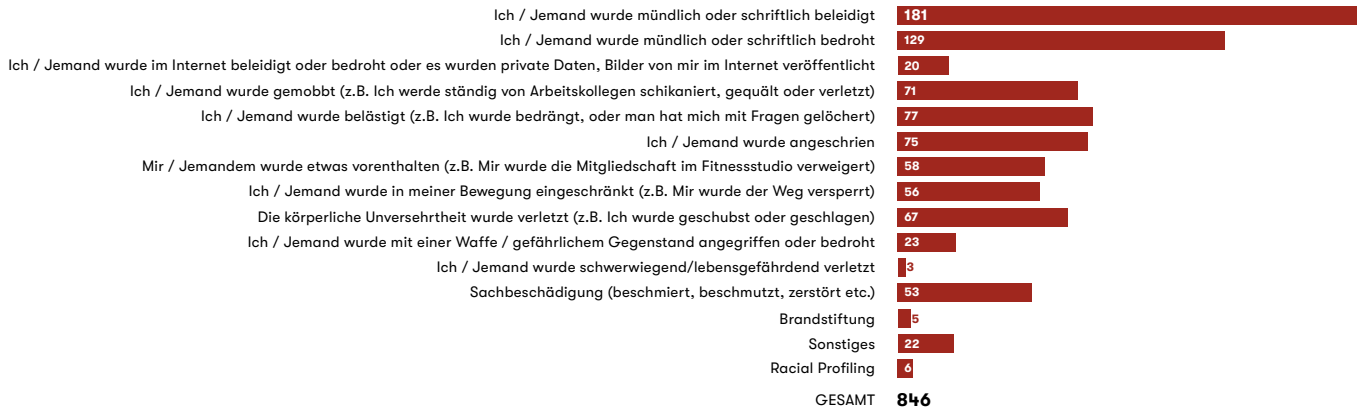 Ich / Jemand wurde mündlich oder schriftlich beleidigt 181
Ich / Jemand wurde mündlich oder schriftlich bedroht 129
Ich / Jemand wurde im Internet beleidigt oder bedroht oder es wurden private Daten, Bilder von mir im Internet veröffentlicht 20
Ich / Jemand wurde gemobbt (z.B. Ich werde ständig von Arbeitskollegen schikaniert, gequält oder verletzt) 71
Ich / Jemand wurde belästigt (z.B. Ich wurde bedrängt, oder man hat mich mit Fragen gelöchert) 77
Ich / Jemand wurde angeschrien 75
Mir / Jemandem wurde etwas vorenthalten (z.B. Mir wurde die Mitgliedschaft im Fitnessstudio verweigert) 58
Ich / Jemand wurde in meiner Bewegung eingeschränkt (z.B. Mir wurde der Weg versperrt) 56
Die körperliche Unversehrtheit wurde verletzt (z.B. Ich wurde geschubst oder geschlagen) 67
Ich / Jemand wurde mit einer Waffe / gefährlichem Gegenstand angegriffen oder bedroht 23
Ich / Jemand wurde schwerwiegend/lebensgefährdend verletzt 3
Sachbeschädigung (beschmiert, beschmutzt, zerstört etc.) 53
Brandstiftung 5
Sonstiges 22
Racial Profiling 6
GESAMT 846